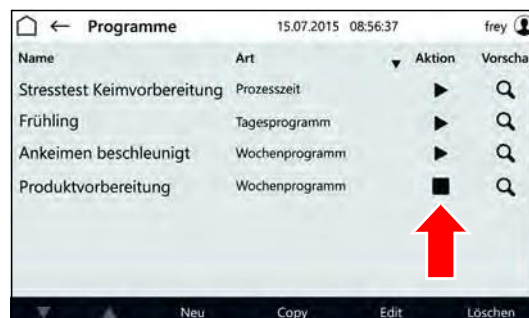 Programme 15.07.2015 08:56:37 frey
Name Art Aktion Vorscha
Stresstest Keimvorbereitung Prozesszeit
Frühling Tagesprogramm
Ankeimen beschleunigt Wochenprogramm
Produktvorbereitung Wochenprogramm
Neu Copy Edit Löschen